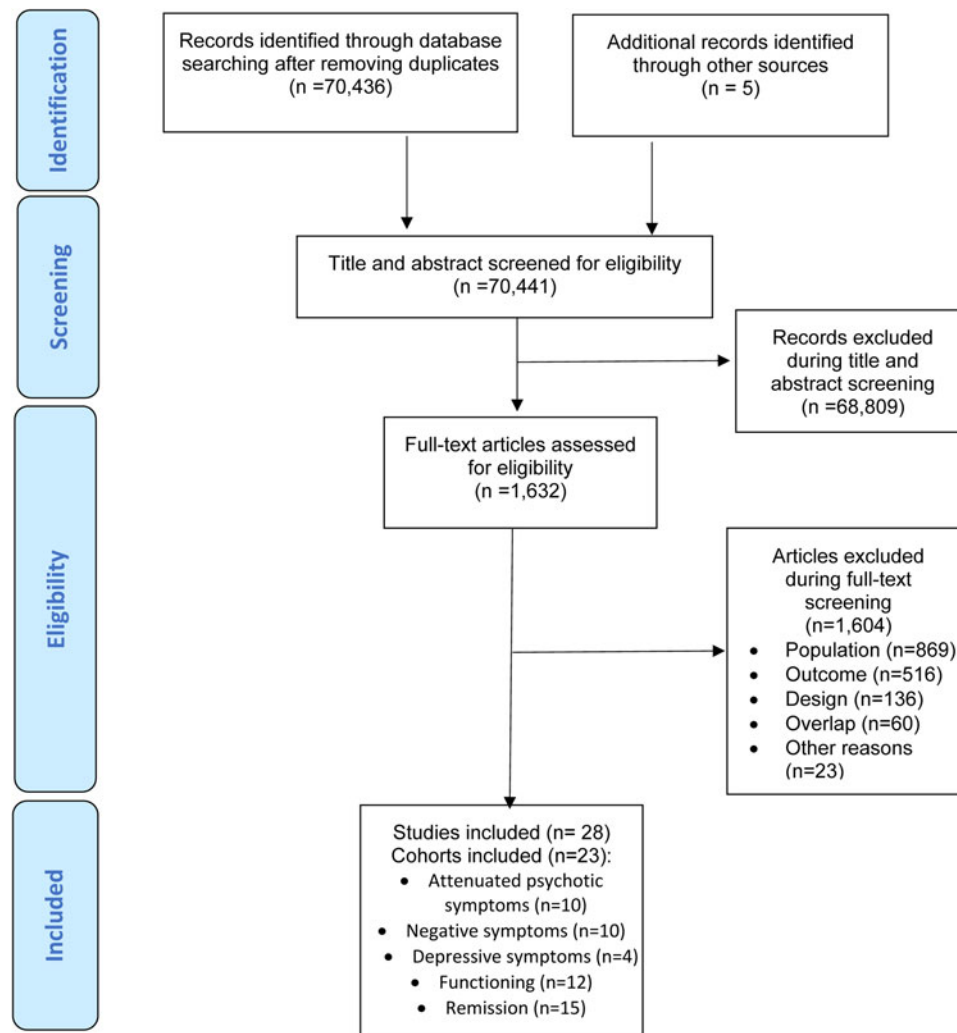 Identification
Records identified through database
searching after removing duplicates
(n =70,436)
Additional records identified
through other sources
(n = 5)
Screening
Title and abstract screened for eligibility
(n =70,441)
Records excluded
during title and
abstract screening
(n =68,809)
Eligibility
Full-text articles assessed
for eligibility
(n =1,632)
Articles excluded
during full-text
screening
(n=1,604)
• Population (n=869)
• Outcome (n=516)
• Design (n=136)
• Overlap (n=60)
• Other reasons
(n=23)
Included
Studies included (n= 28)
Cohorts included (n=23):
• Attenuated psychotic
symptoms (n=10)
• Negative symptoms (n=10)
• Depressive symptoms (n=4)
• Functioning (n=12)
• Remission (n=15)